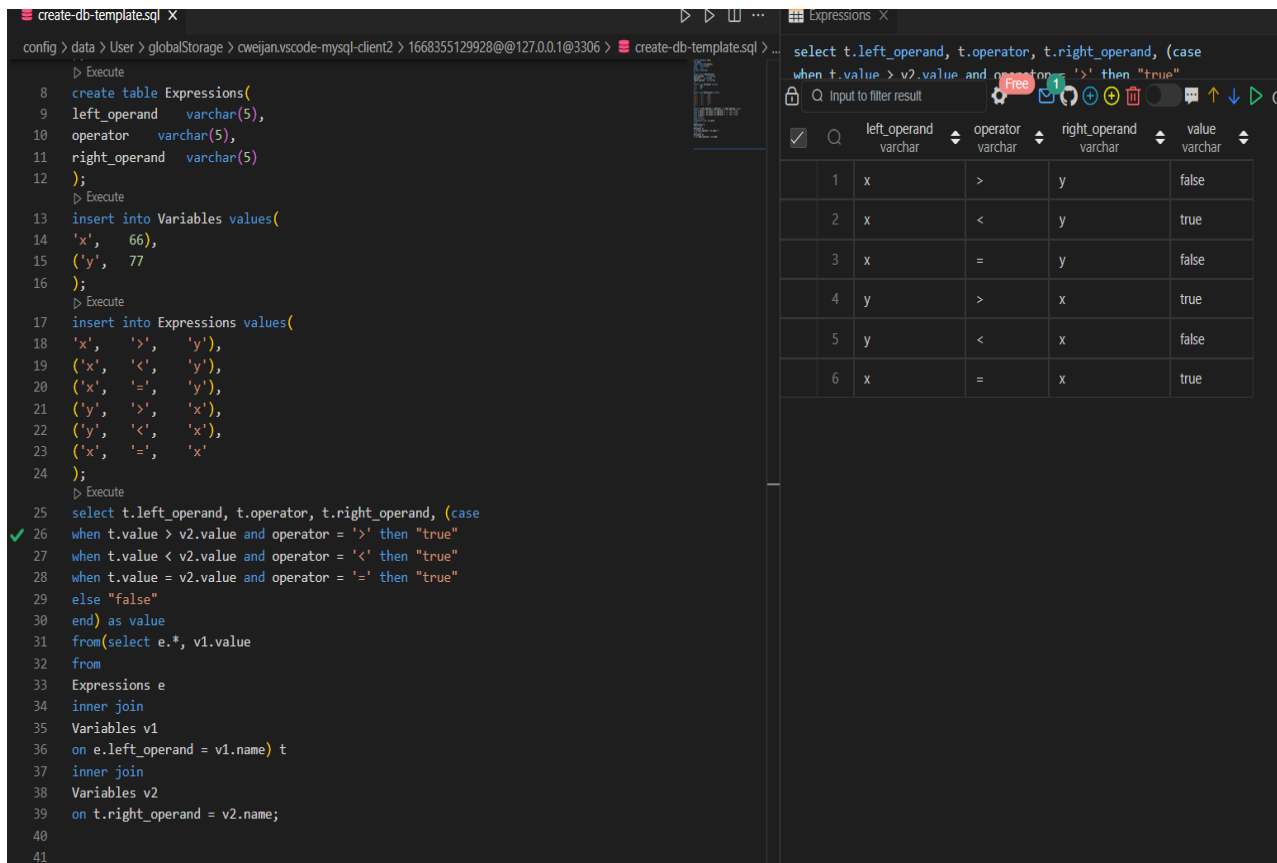 create-db-template.sql X
config > data > User > globalStorage > cweijan.vscode-mysql-client2 > 1668355129928@@127.0.0.1@3306 > create-db-template.sql > ...
Execute
8 create table Expressions(
9 left_operand varchar(5),
10 operator varchar(5),
11 right_operand varchar(5)
12 );
Execute
13 insert into Variables values(
14 'x', 66),
15 ('y', 77
16 );
Execute
17 insert into Expressions values(
18 'x', '>', 'y'),
19 ('x', '<', 'y'),
20 ('x', '=', 'y'),
21 ('y', '>', 'x'),
22 ('y', '<', 'x'),
23 ('x', '=', 'x'
24 );
Execute
25 select t.left_operand, t.operator, t.right_operand, (case
26 when t.value > v2.value and operator = '>' then "true"
27 when t.value < v2.value and operator = '<' then "true"
28 when t.value = v2.value and operator = '=' then "true"
29 else "false"
30 end) as value
31 from(select e.*, v1.value
32 from
33 Expressions e
34 inner join
35 Variables v1
36 on e.left_operand = v1.name) t
37 inner join
38 Variables v2
39 on t.right_operand = v2.name;
40
41
Expressions X
select t.left_operand, t.operator, t.right_operand, (case
when t.value > v2.value and operator = '>' then "true"
Input to filter result Free 1
left_operand operator right_operand value
varchar varchar varchar varchar
1 x > y false
2 x < y true
3 x = y false
4 y > x true
5 y < x false
6 x = x true